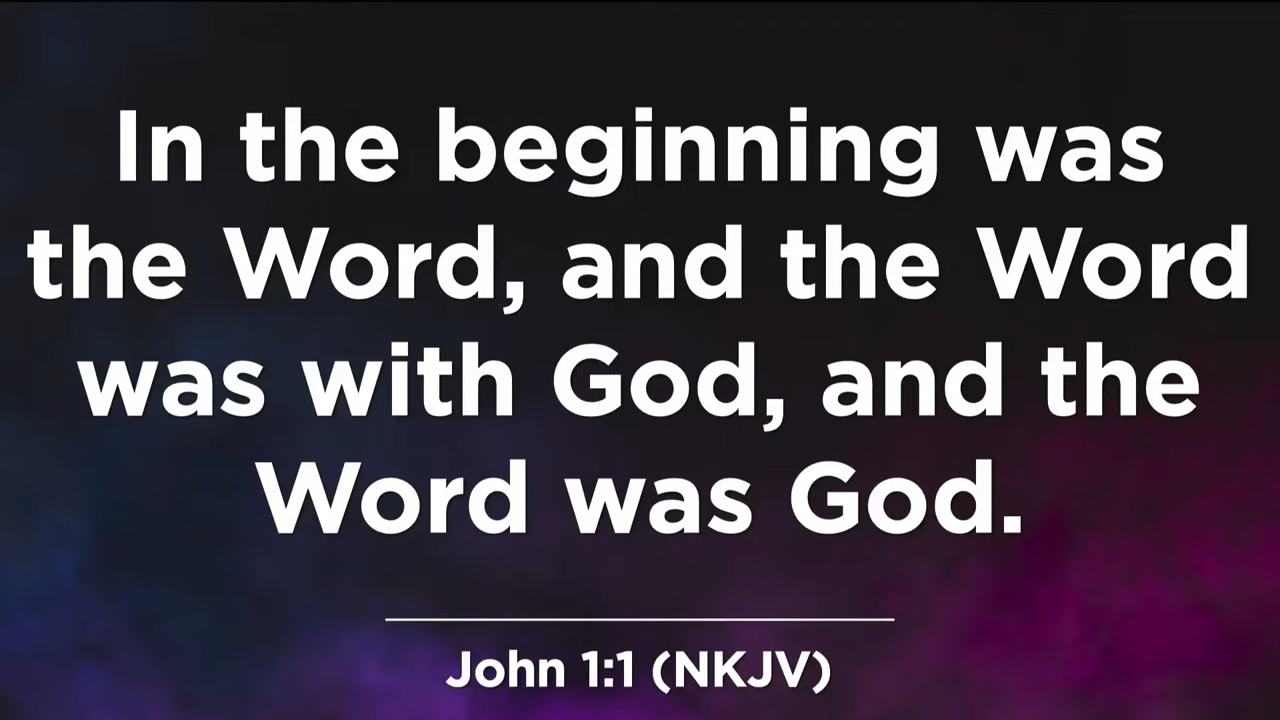 In the beginning was
the Word, and the Word
was with God, and the
Word was God.
John 1:1 (NKJV)